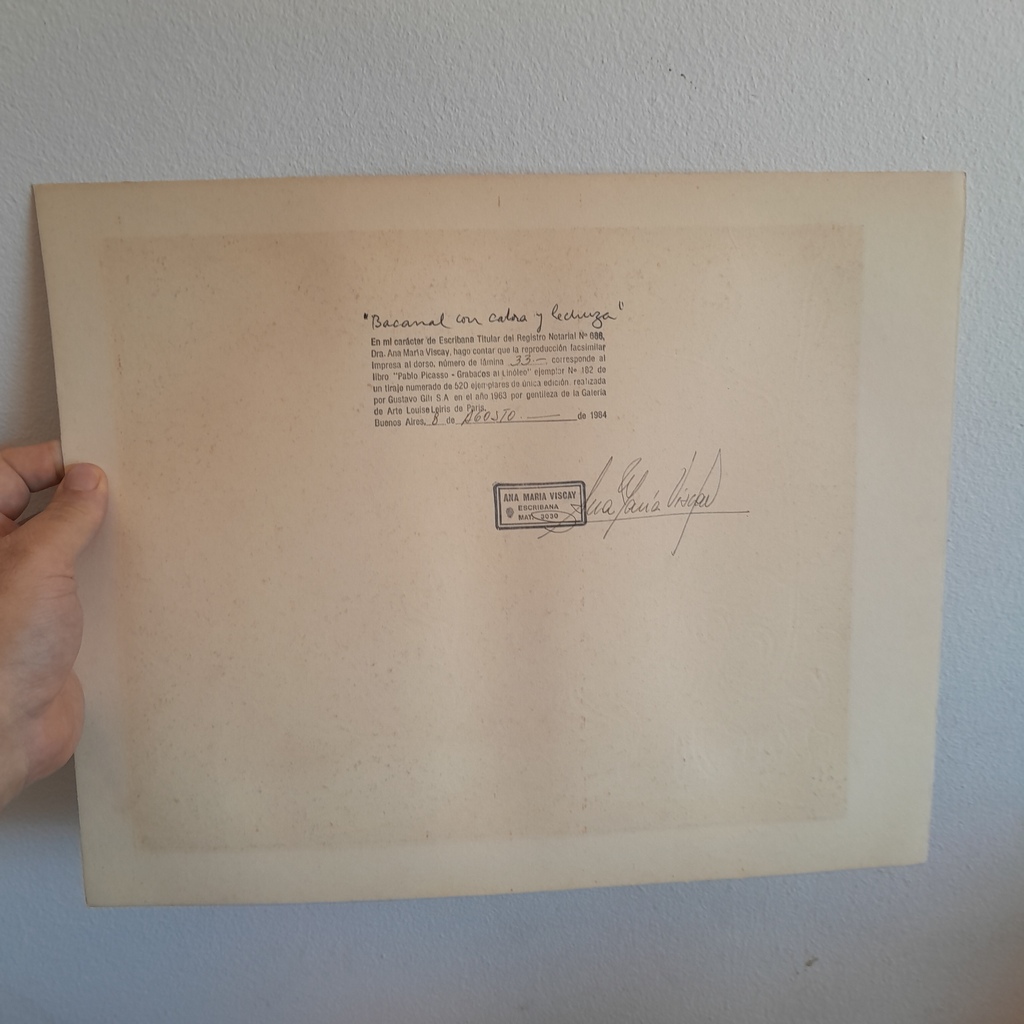 "Bacanal con cabra y lechuza"
En mi carácter de Escribana Titular del Registro Notarial Nº 686,
Dra. Ana María Viscay, hago contar que la reproducción facsimilar
impresa al dorso, número de lámina 33.— corresponde al
libro "Pablo Picasso - Grabacos al Linóleo" ejemplar Nº 182 de
un tiraje numerado de 520 ejemplares de única edición, realizada
por Gustavo Gili S.A. en el año 1963 por gentileza de la Galería
de Arte Louise Leiris de París.
Buenos Aires, 8 de AGOSTO.— de 1984
ANA MARIA VISCAY
ESCRIBANA
MAT. 3030
Ana María Viscay